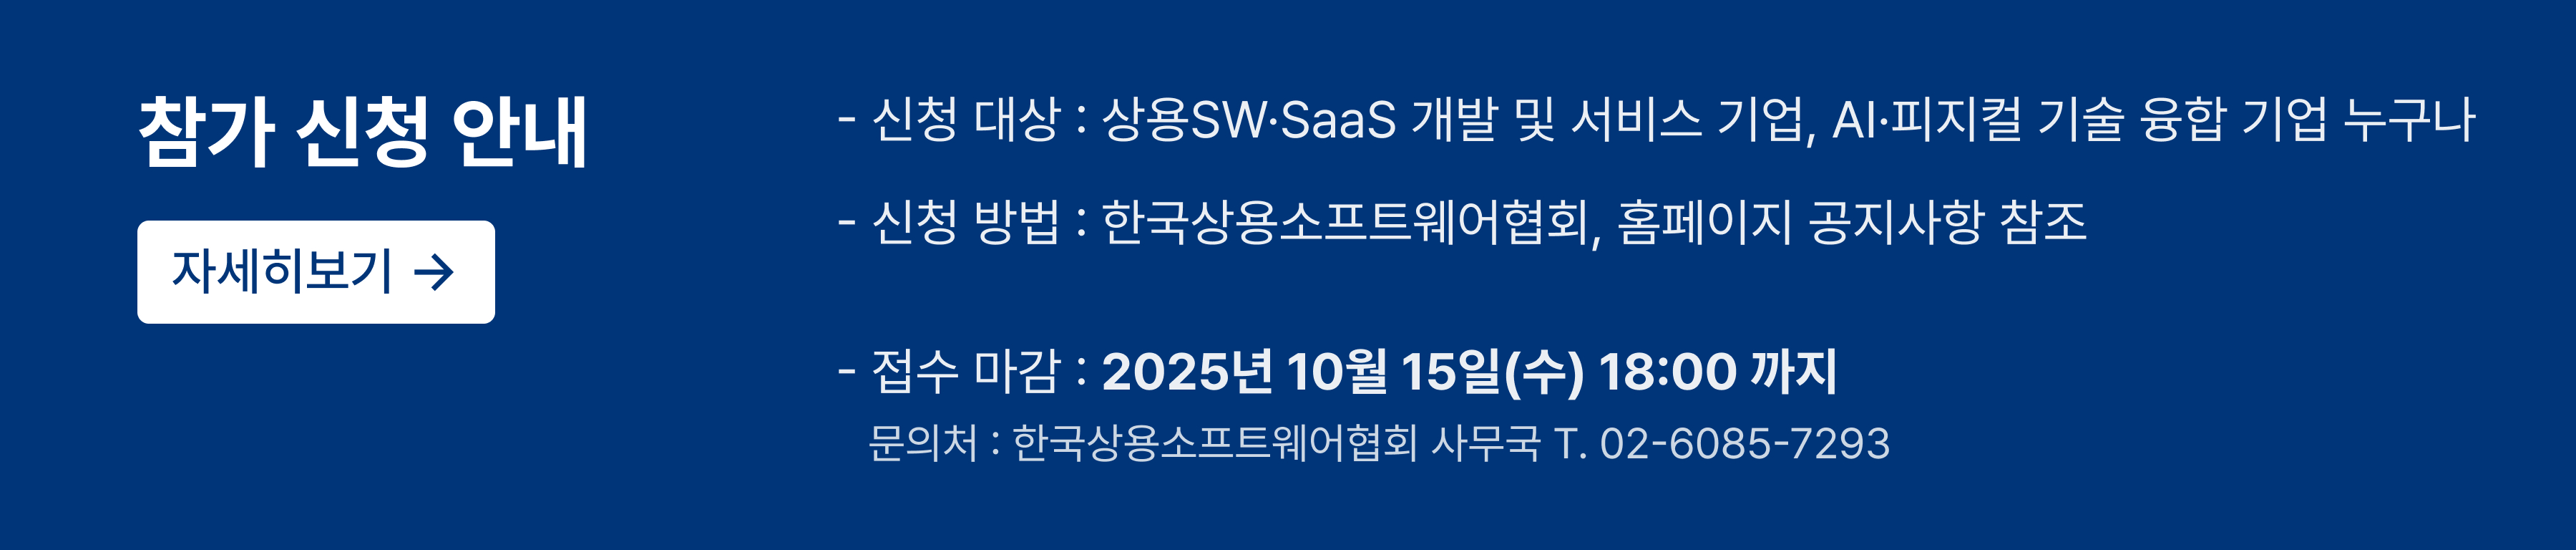 참가 신청 안내
자세히보기 →
- 신청 대상 : 상용SW·SaaS 개발 및 서비스 기업, AI·피지컬 기술 융합 기업 누구나
- 신청 방법 : 한국상용소프트웨어협회, 홈페이지 공지사항 참조
- 접수 마감 : 2025년 10월 15일(수) 18:00 까지
문의처 : 한국상용소프트웨어협회 사무국 T. 02-6085-7293